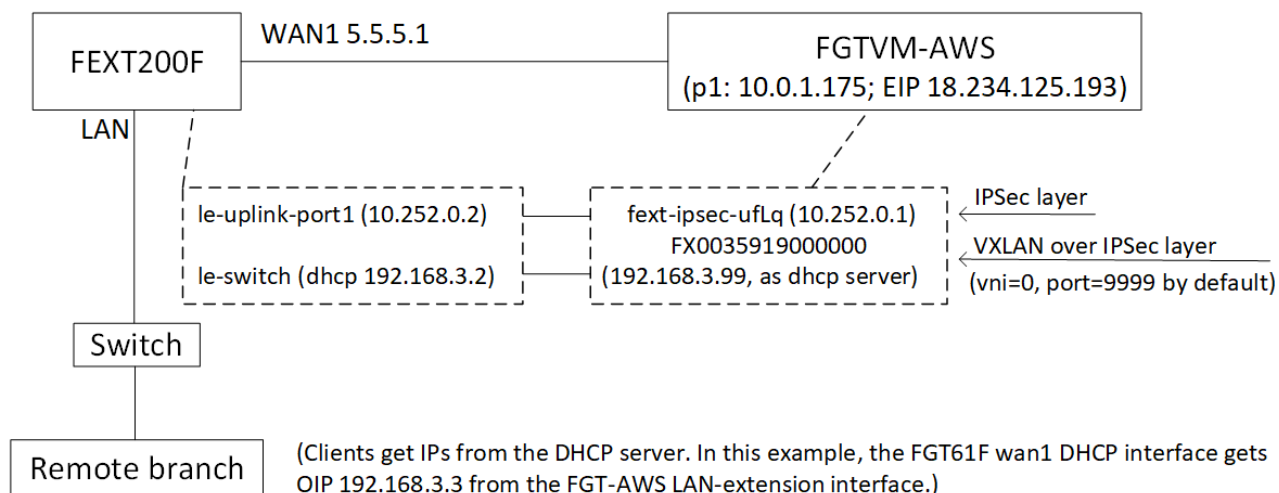 WAN1 5.5.5.1
FEXT200F
FGTVM-AWS
(p1: 10.0.1.175; EIP 18.234.125.193)
LAN
le-uplink-port1 (10.252.0.2)
fext-ipsec-ufLq (10.252.0.1)
IPSec layer
FX0035919000000
VXLAN over IPSec layer
le-switch (dhcp 192.168.3.2)
(192.168.3.99, as dhcp server)
(vni=0, port=9999 by default)
Switch
Remote branch
(Clients get IPs from the DHCP server. In this example, the FGT61F wan1 DHCP interface gets
OIP 192.168.3.3 from the FGT-AWS LAN-extension interface.)